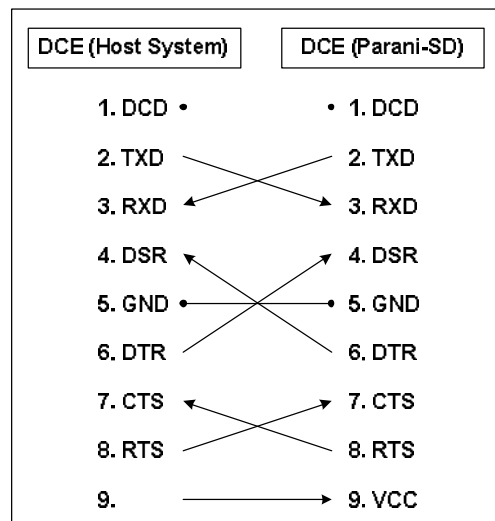 DCE (Host System) DCE (Parani-SD)
1. DCD 1. DCD
2. TXD 2. TXD
3. RXD 3. RXD
4. DSR 4. DSR
5. GND 5. GND
6. DTR 6. DTR
7. CTS 7. CTS
8. RTS 8. RTS
9. 9. VCC